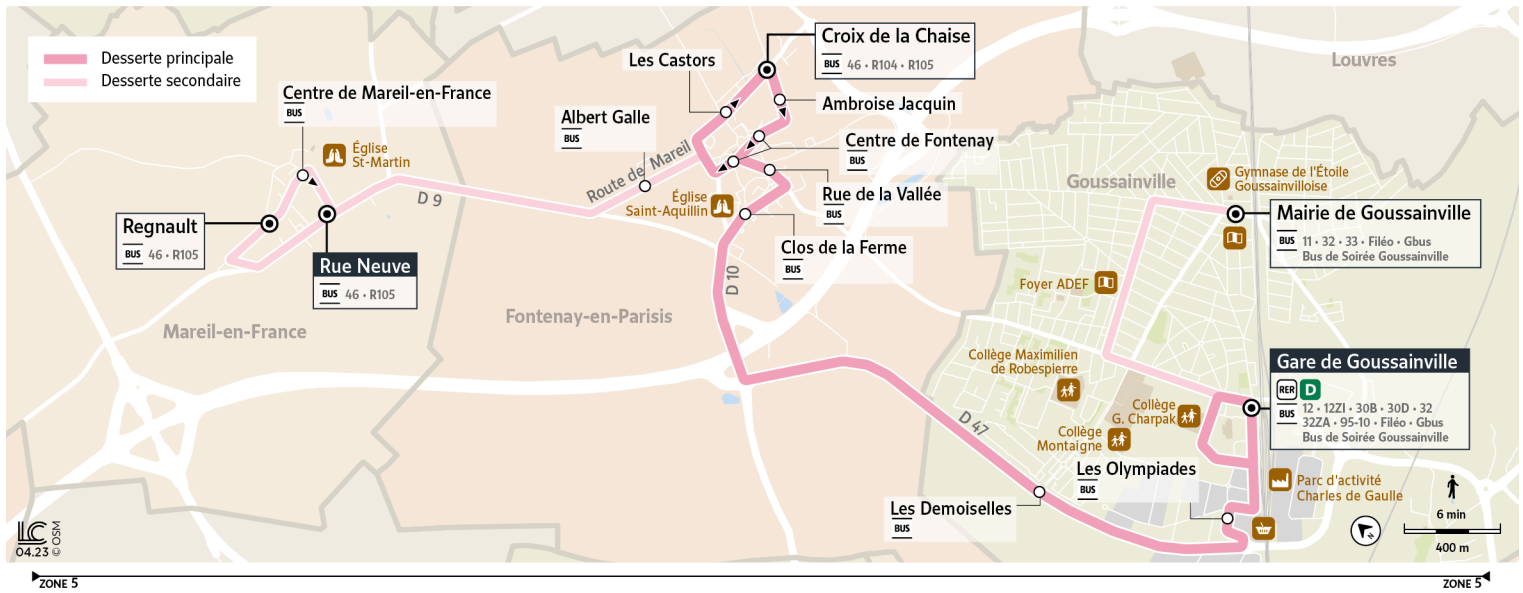 Desserte principale
Desserte secondaire
Centre de Mareil-en-France
BUS
Église
St-Martin
Regnault
BUS 46 • R105
Rue Neuve
BUS 46 • R105
Mareil-en-France
D 9
Albert Galle
BUS
Route de Mareil
Les Castors
Croix de la Chaise
BUS 46 • R104 • R105
Ambroise Jacquin
Centre de Fontenay
BUS
Rue de la Vallée
BUS
Église
Saint-Aquillin
Clos de la Ferme
BUS
D 10
Fontenay-en-Parisis
Louvres
Goussainville
Gymnase de l'Étoile
Goussainvilloise
Mairie de Goussainville
BUS 11 • 32 • 33 • Filéo • Gbus
Bus de Soirée Goussainville
Foyer ADEF
Collège Maximilien
de Robespierre
Gare de Goussainville
RER D
BUS 12 • 12ZI • 30B • 30D • 32
32ZA • 95-10 • Filéo • Gbus
Bus de Soirée Goussainville
Collège
G. Charpak
Collège
Montaigne
D 47
Les Olympiades
BUS
Les Demoiselles
BUS
Parc d'activité
Charles de Gaulle
N
6 min
400 m
LC
04.23
© OSM
ZONE 5
ZONE 5